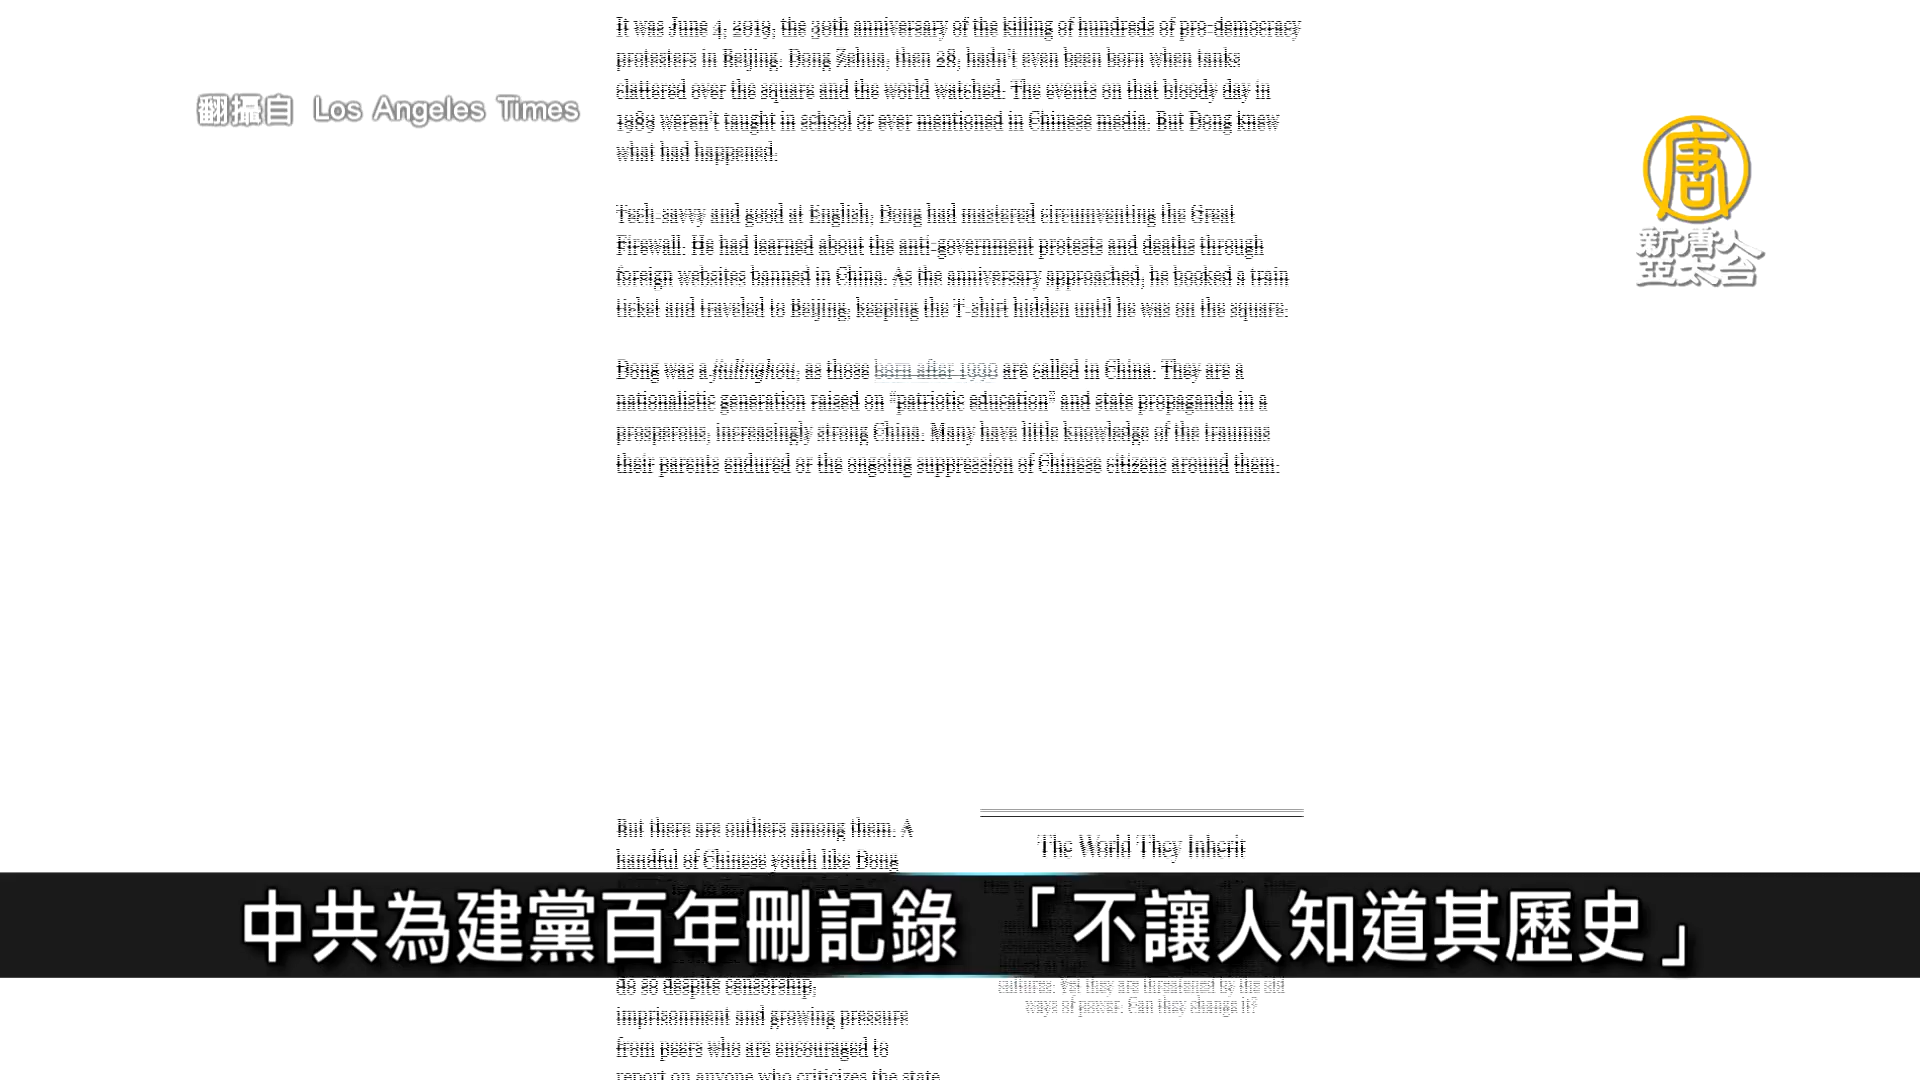 It was June 4, 2019, the 30th anniversary of the killing of hundreds of pro-democracy
protesters in Beijing. Dong Zehua, then 28, hadn't even been born when tanks
clattered over the square and the world watched. The events on that bloody day in
1989 weren't taught in school or ever mentioned in Chinese media. But Dong knew
what had happened.
翻攝自 Los Angeles Times
唐
新唐人
亞太台
Tech-savvy and good at English, Dong had mastered circumventing the Great
Firewall. He had learned about the anti-government protests and deaths through
foreign websites banned in China. As the anniversary approached, he booked a train
ticket and traveled to Beijing, keeping the T-shirt hidden until he was on the square.
Dong was a jiulinghou, as those born after 1990 are called in China. They are a
nationalistic generation raised on “patriotic education” and state propaganda in a
prosperous, increasingly strong China. Many have little knowledge of the traumas
their parents endured or the ongoing suppression of Chinese citizens around them.
But there are outliers among them. A
handful of Chinese youth like Dong
中共為建黨百年刪記錄 「不讓人知道其歷史」
do so despite censorship,
imprisonment and growing pressure
from peers who are encouraged to
report on anyone who criticizes the state
The World They Inherit
cultures. Yet they are threatened by the old
ways of power. Can they change it?